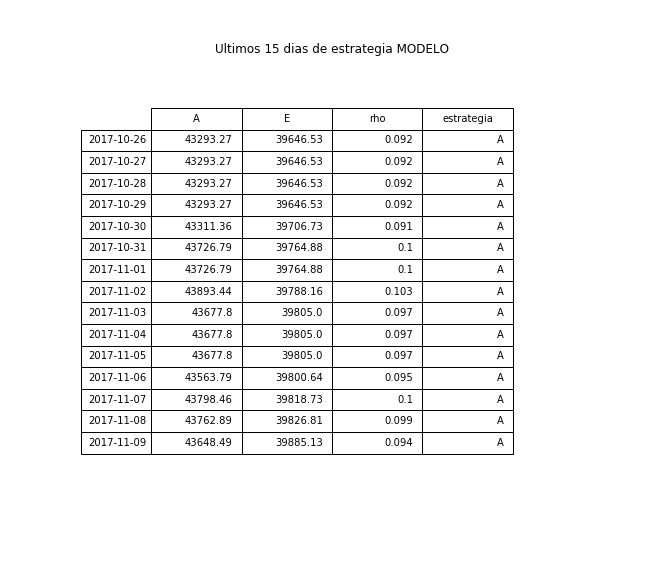 Ultimos 15 dias de estrategia MODELO
A E rho estrategia
2017-10-26 43293.27 39646.53 0.092 A
2017-10-27 43293.27 39646.53 0.092 A
2017-10-28 43293.27 39646.53 0.092 A
2017-10-29 43293.27 39646.53 0.092 A
2017-10-30 43311.36 39706.73 0.091 A
2017-10-31 43726.79 39764.88 0.1 A
2017-11-01 43726.79 39764.88 0.1 A
2017-11-02 43893.44 39788.16 0.103 A
2017-11-03 43677.8 39805.0 0.097 A
2017-11-04 43677.8 39805.0 0.097 A
2017-11-05 43677.8 39805.0 0.097 A
2017-11-06 43563.79 39800.64 0.095 A
2017-11-07 43798.46 39818.73 0.1 A
2017-11-08 43762.89 39826.81 0.099 A
2017-11-09 43648.49 39885.13 0.094 A